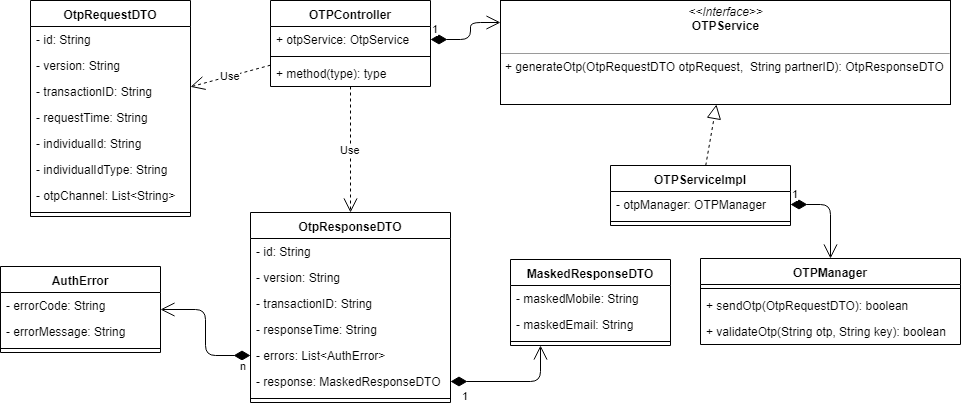 OtpRequestDTO
- id: String
- version: String
- transactionID: String
- requestTime: String
- individualId: String
- individualIdType: String
- otpChannel: List<String>
Use
OTPController
+ otpService: OtpService
+ method(type): type
1
Use
<<Interface>>
OTPService
+ generateOtp(OtpRequestDTO otpRequest, String partnerID): OtpResponseDTO
OTPServiceImpl
- otpManager: OTPManager
1
OtpResponseDTO
- id: String
- version: String
- transactionID: String
- responseTime: String
- errors: List<AuthError>
- response: MaskedResponseDTO
n
1
AuthError
- errorCode: String
- errorMessage: String
MaskedResponseDTO
- maskedMobile: String
- maskedEmail: String
OTPManager
+ sendOtp(OtpRequestDTO): boolean
+ validateOtp(String otp, String key): boolean